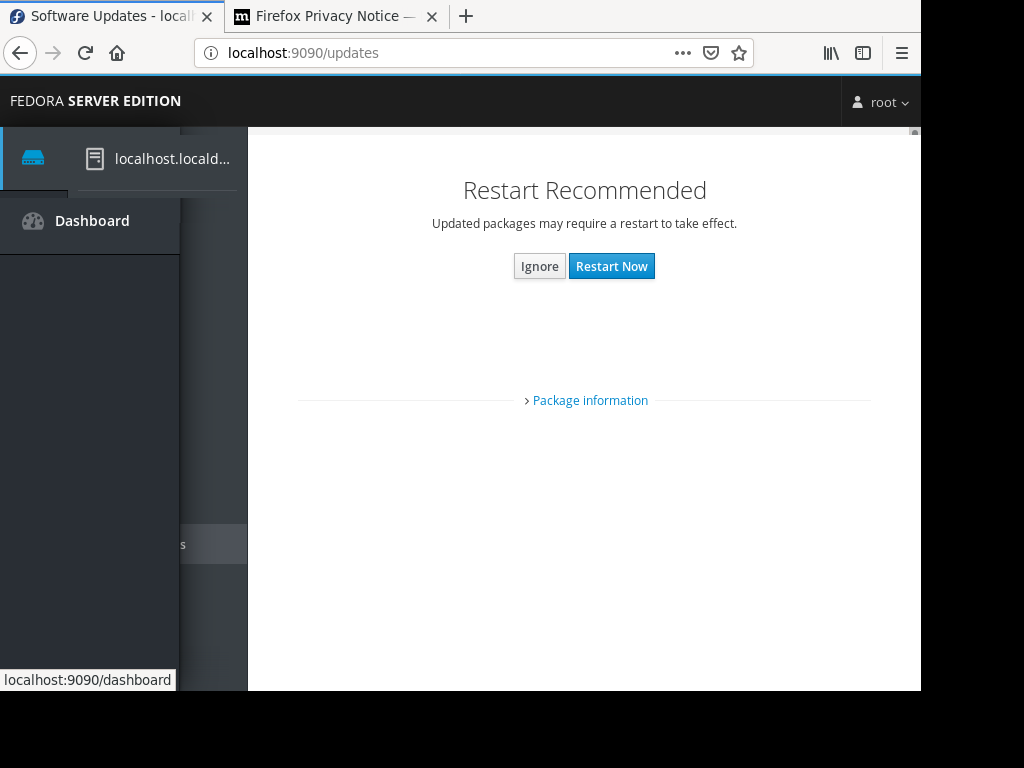 Software Updates - local
Firefox Privacy Notice —
localhost:9090/updates
FEDORA SERVER EDITION
root
localhost.locald...
Dashboard
Restart Recommended
Updated packages may require a restart to take effect.
Ignore
Restart Now
Package information
s
localhost:9090/dashboard